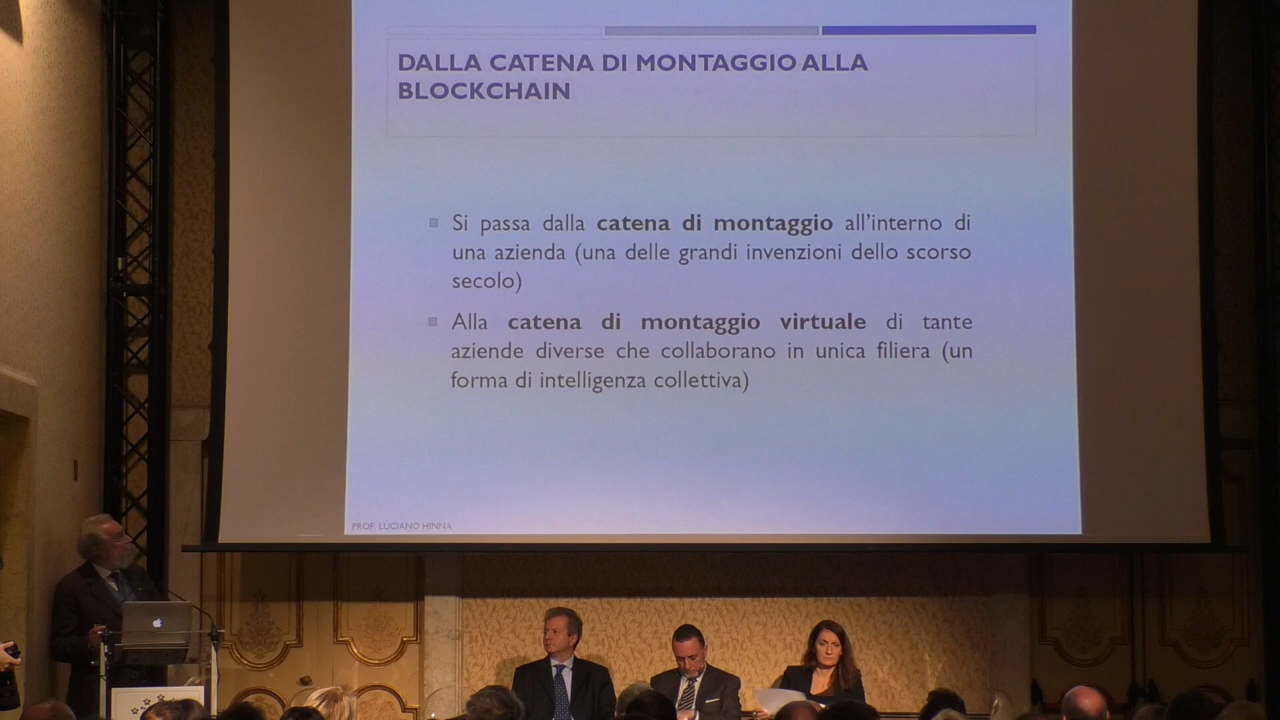 DALLA CATENA DI MONTAGGIO ALLA
BLOCKCHAIN
Si passa dalla catena di montaggio all'interno di
una azienda (una delle grandi invenzioni dello scorso
secolo)
Alla catena di montaggio virtuale di tante
aziende diverse che collaborano in unica filiera (un
forma di intelligenza collettiva)
PROF. LUCIANO HINNA